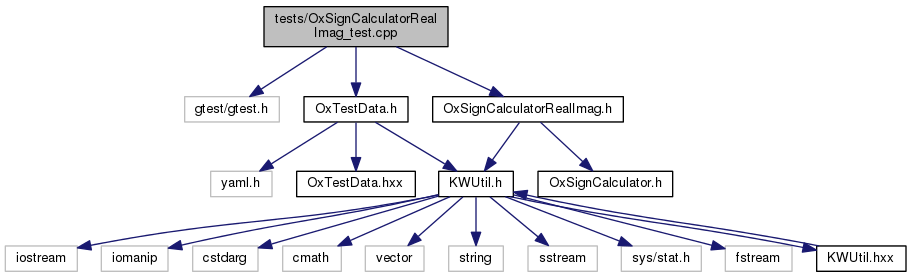 tests/OxSignCalculatorReal
Imag_test.cpp
gtest/gtest.h
OxTestData.h
OxSignCalculatorRealImag.h
yaml.h
OxTestData.hxx
KWUtil.h
OxSignCalculator.h
iostream
iomanip
cstdarg
cmath
vector
string
sstream
sys/stat.h
fstream
KWUtil.hxx